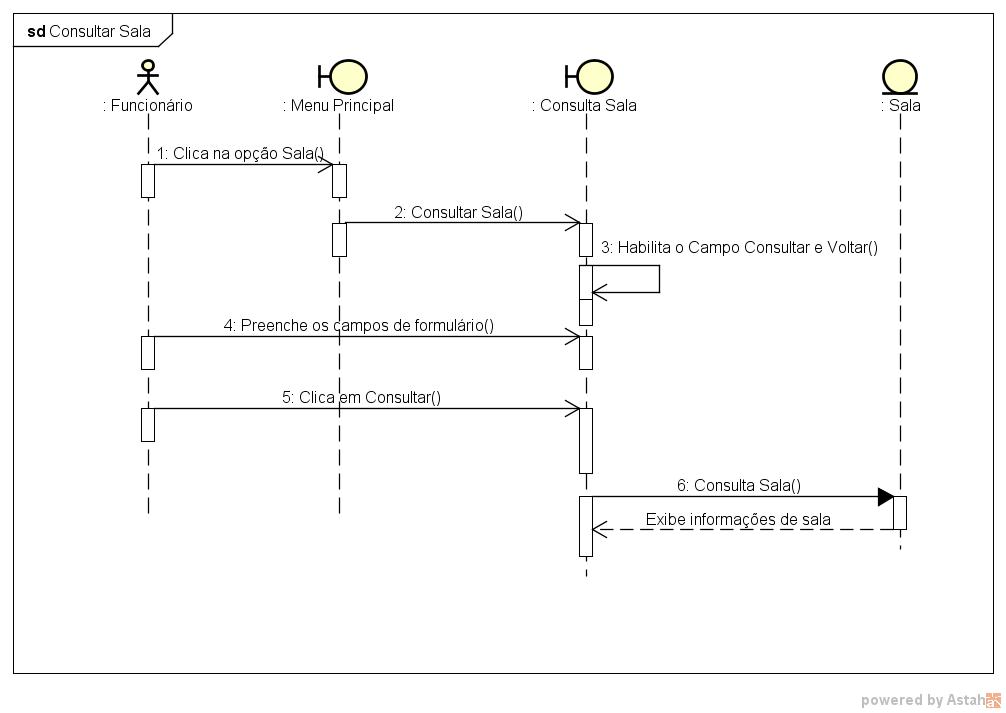 sd Consultar Sala
: Funcionário
: Menu Principal
: Consulta Sala
: Sala
1: Clica na opção Sala()
2: Consultar Sala()
3: Habilita o Campo Consultar e Voltar()
4: Preenche os campos de formulário()
5: Clica em Consultar()
6: Consulta Sala()
Exibe informações de sala
powered by Astah